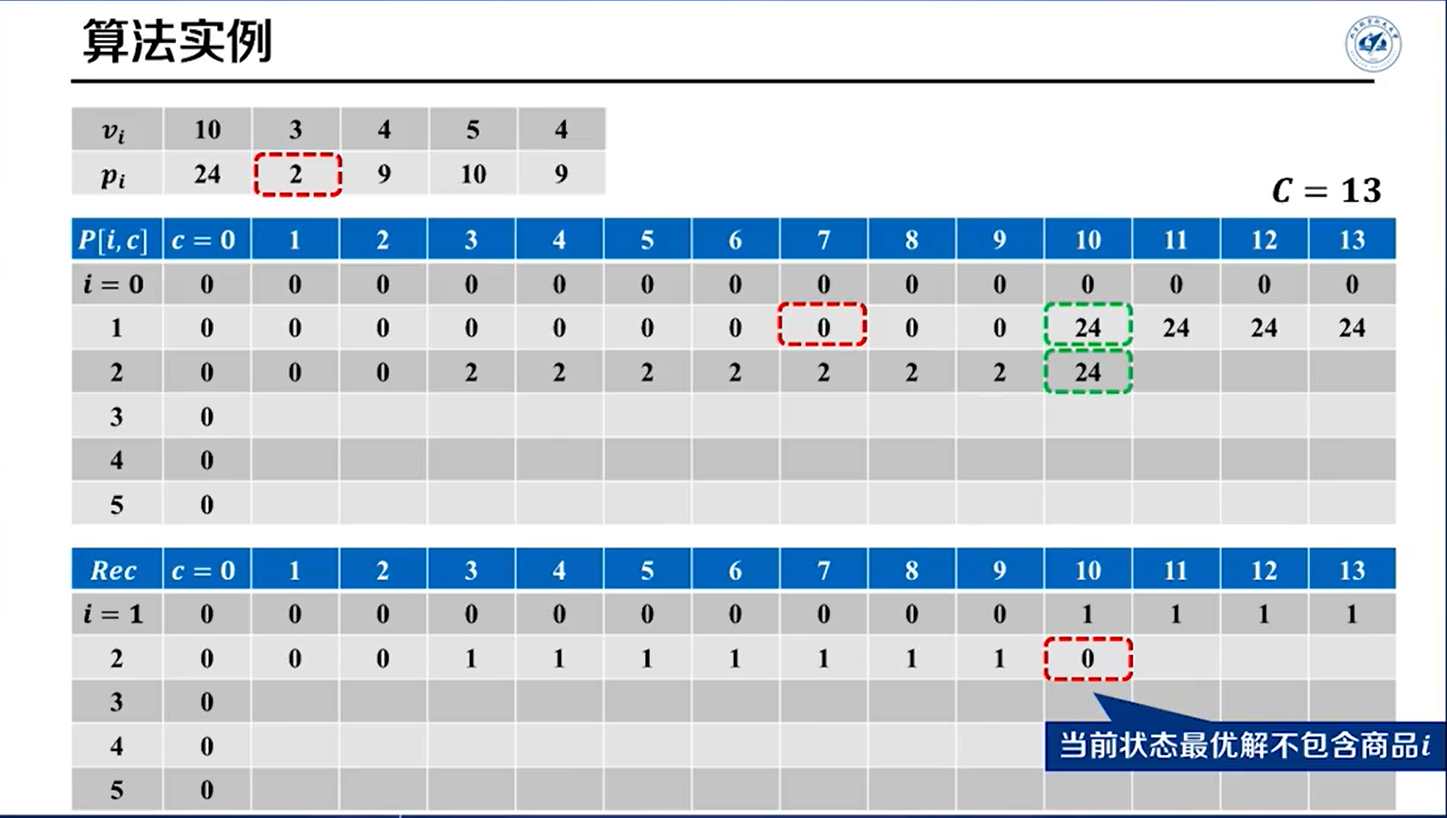 算法实例
v_i 10 3 4 5 4
p_i 24 2 9 10 9
C = 13
P[i, c] c = 0 1 2 3 4 5 6 7 8 9 10 11 12 13
i = 0 0 0 0 0 0 0 0 0 0 0 0 0 0 0
1 0 0 0 0 0 0 0 0 0 0 24 24 24 24
2 0 0 0 2 2 2 2 2 2 2 24
3 0
4 0
5 0
Rec c = 0 1 2 3 4 5 6 7 8 9 10 11 12 13
i = 1 0 0 0 0 0 0 0 0 0 0 1 1 1 1
2 0 0 0 1 1 1 1 1 1 1 0
3 0
4 0
当前状态最优解不包含商品i
5 0